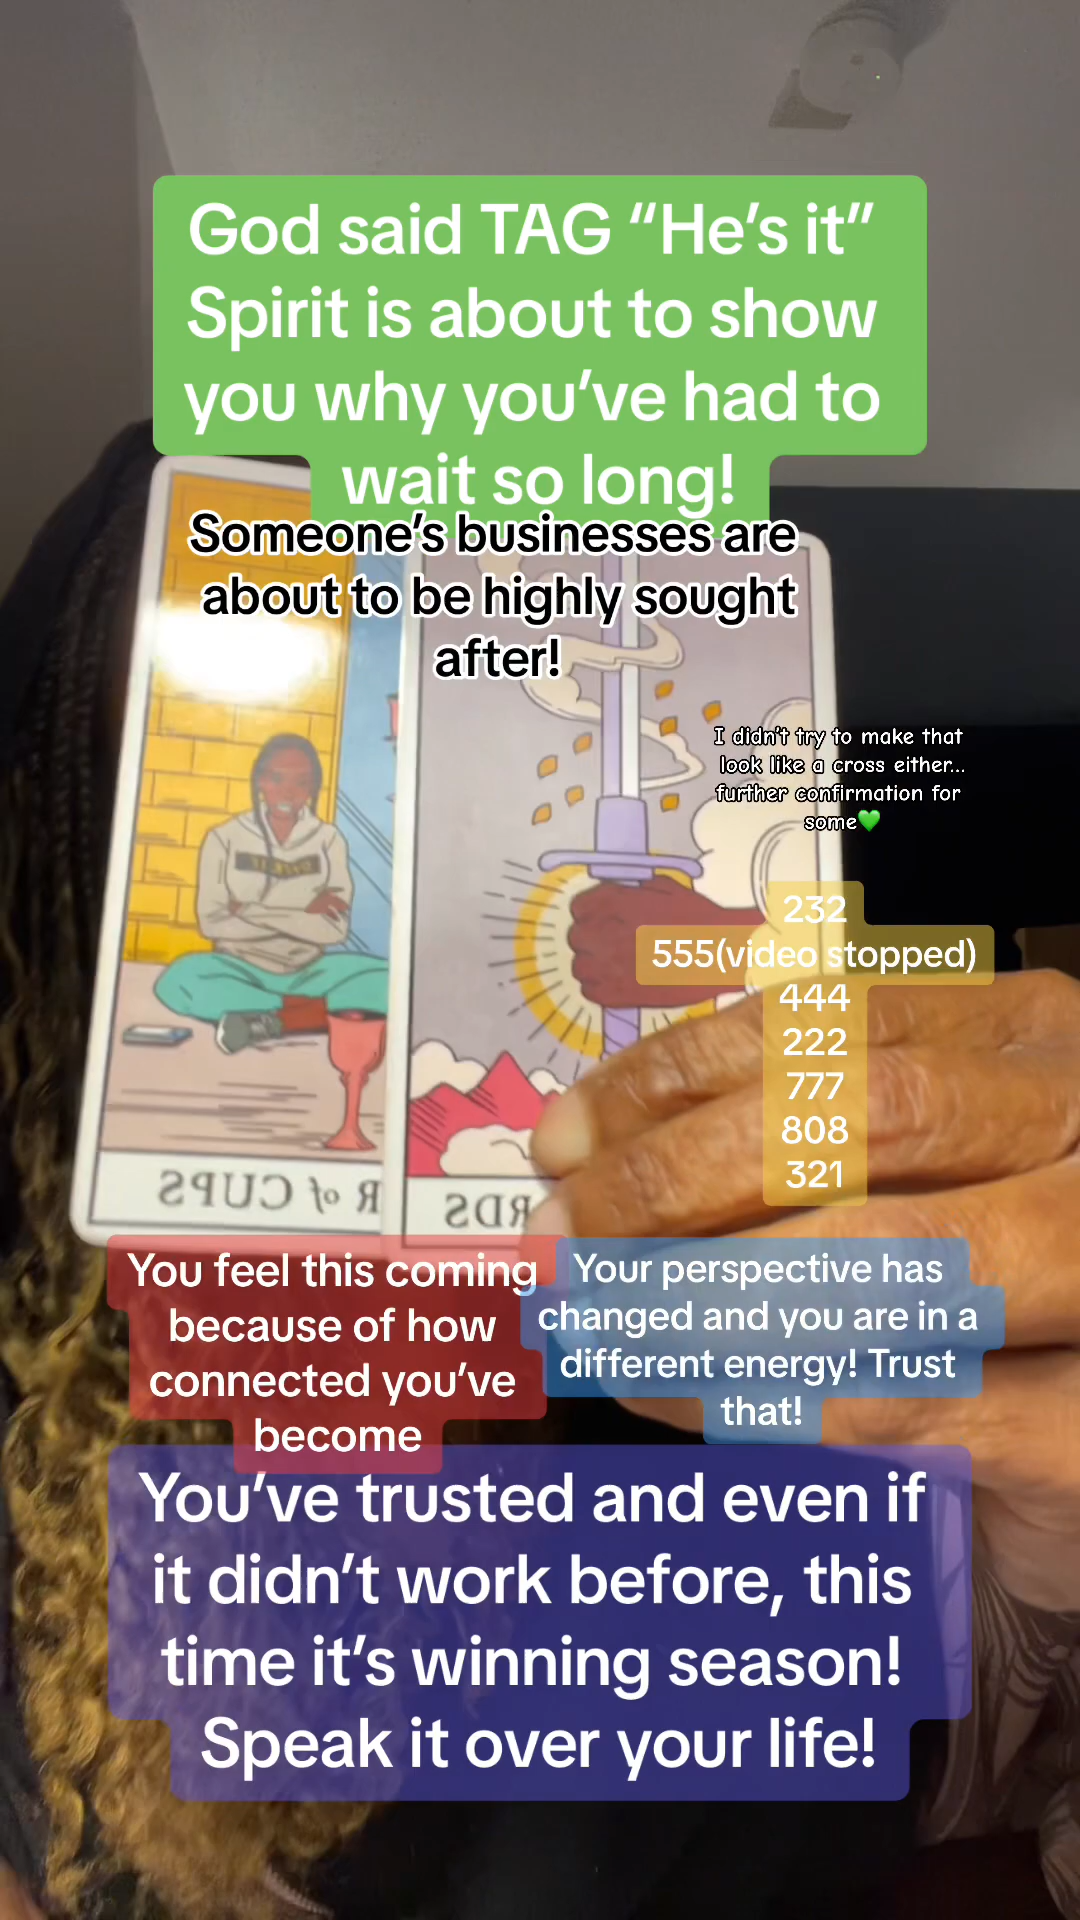 God said TAG “He’s it”
Spirit is about to show
you why you’ve had to
wait so long!
Someone’s businesses are
about to be highly sought
after!
I didn't try to make that
look like a cross either...
further confirmation for
some💚
232
555(video stopped)
444
222
777
808
321
R of CUPS
RDS
You feel this coming
because of how
connected you’ve
become
Your perspective has
changed and you are in a
different energy! Trust
that!
You’ve trusted and even if
it didn’t work before, this
time it’s winning season!
Speak it over your life!